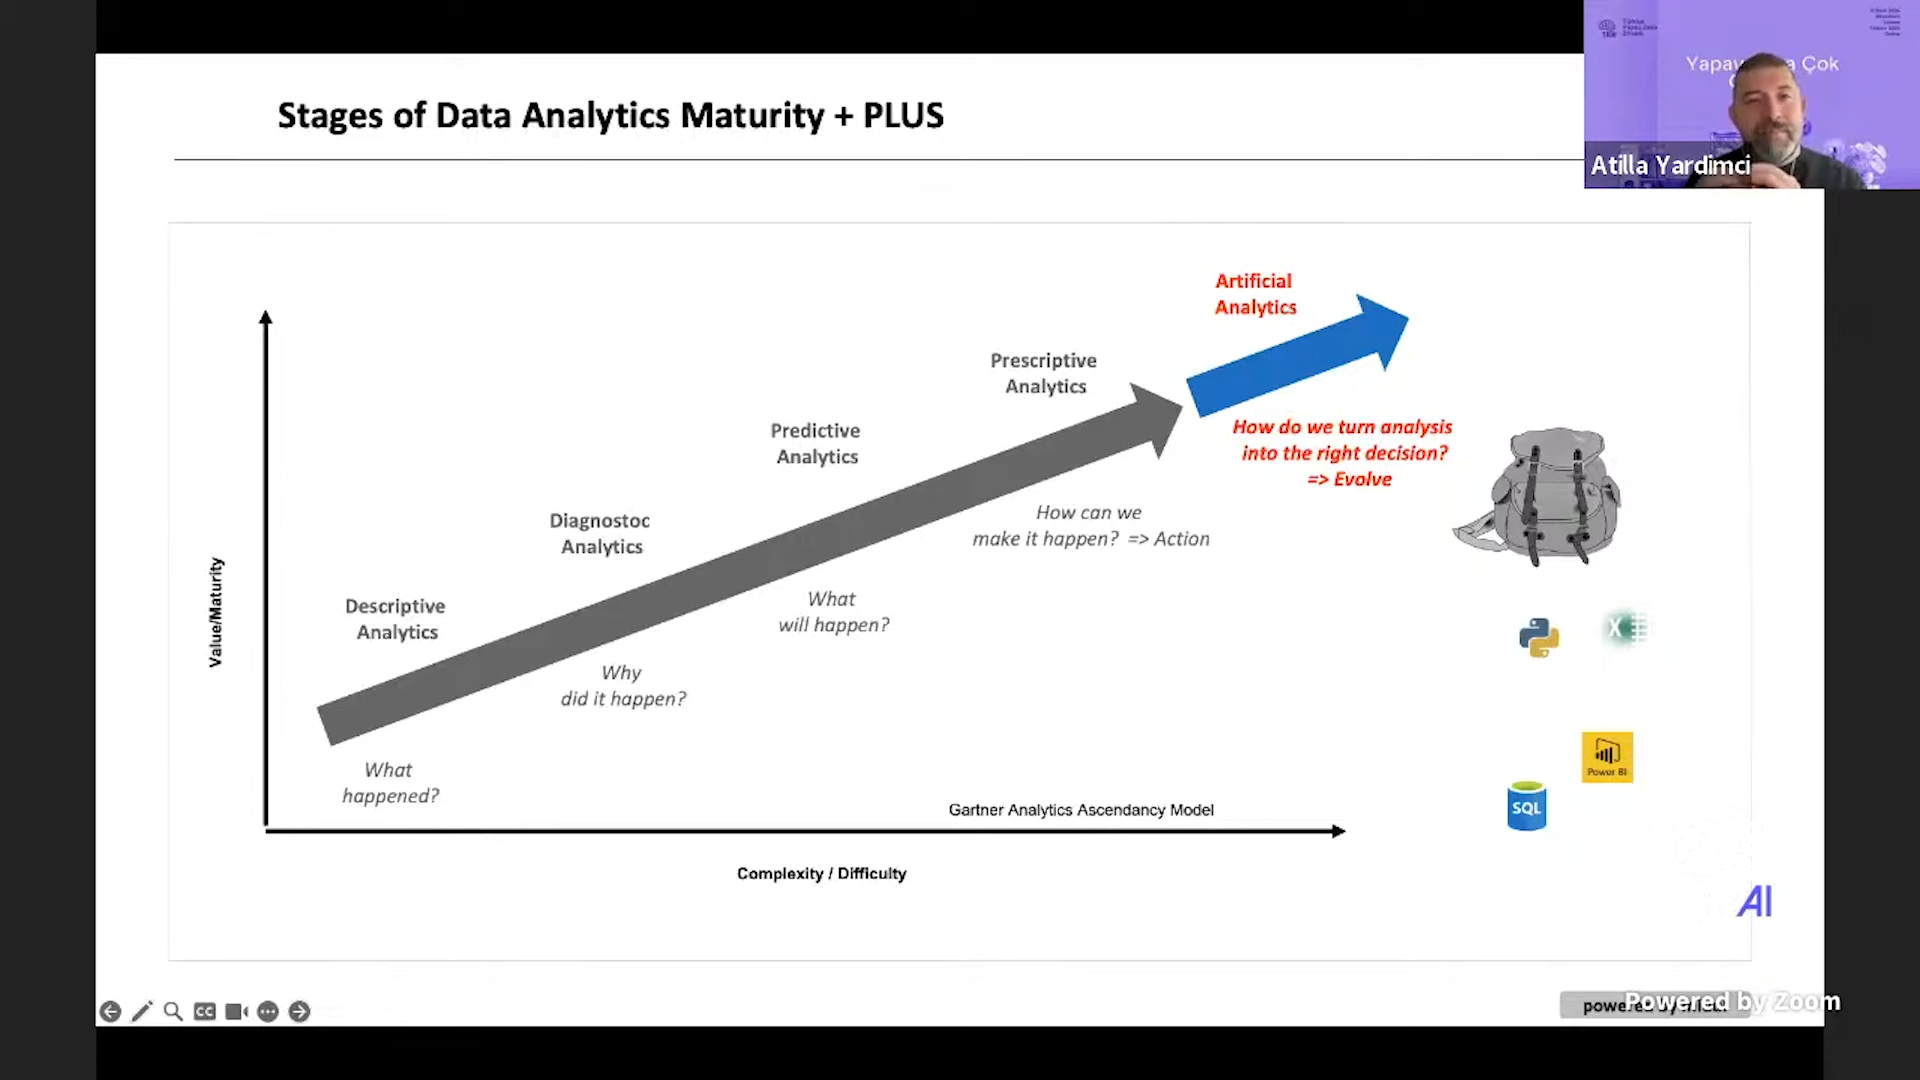 Stages of Data Analytics Maturity + PLUS
Atilla Yardimci
Artificial
Analytics
Prescriptive
Analytics
Predictive
Analytics
Diagnostoc
Analytics
Descriptive
Analytics
How do we turn analysis
into the right decision?
=> Evolve
How can we
make it happen? => Action
What
will happen?
Why
did it happen?
What
happened?
Value/Maturity
Gartner Analytics Ascendancy Model
Complexity / Difficulty
X
Power BI
SQL
AI
CC
Powered by Zoom